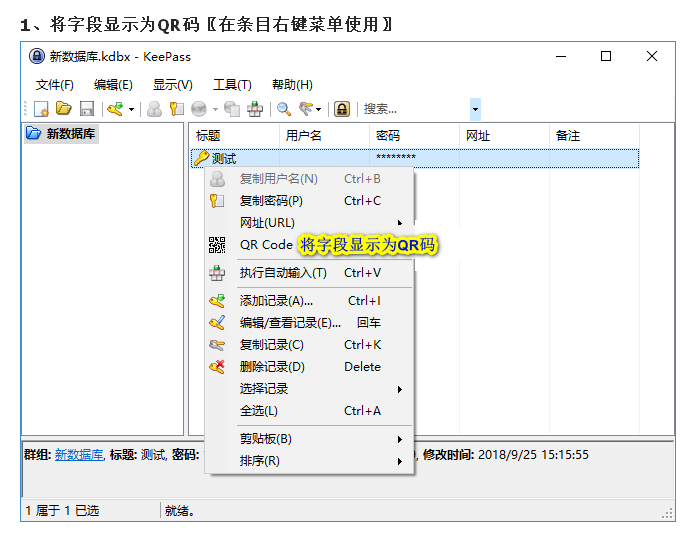 1、将字段显示为QR码〖在条目右键菜单使用〗
新数据库.kdbx - KeePass
文件(F) 编辑(E) 显示(V) 工具(T) 帮助(H)
搜索...
新数据库
标题 用户名 密码 网址 备注
测试 ********
复制用户名(N) Ctrl+B
复制密码(P) Ctrl+C
网址(URL)
QR Code 将字段显示为QR码
执行自动输入(T) Ctrl+V
添加记录(A)... Ctrl+I
编辑/查看记录(E)... 回车
复制记录(C) Ctrl+K
删除记录(D) Delete
选择记录
全选(L) Ctrl+A
剪贴板(B)
排序(R)
群组: 新数据库, 标题: 测试, 密码: , 修改时间: 2018/9/25 15:15:55
1 属于 1 已选 就绪。